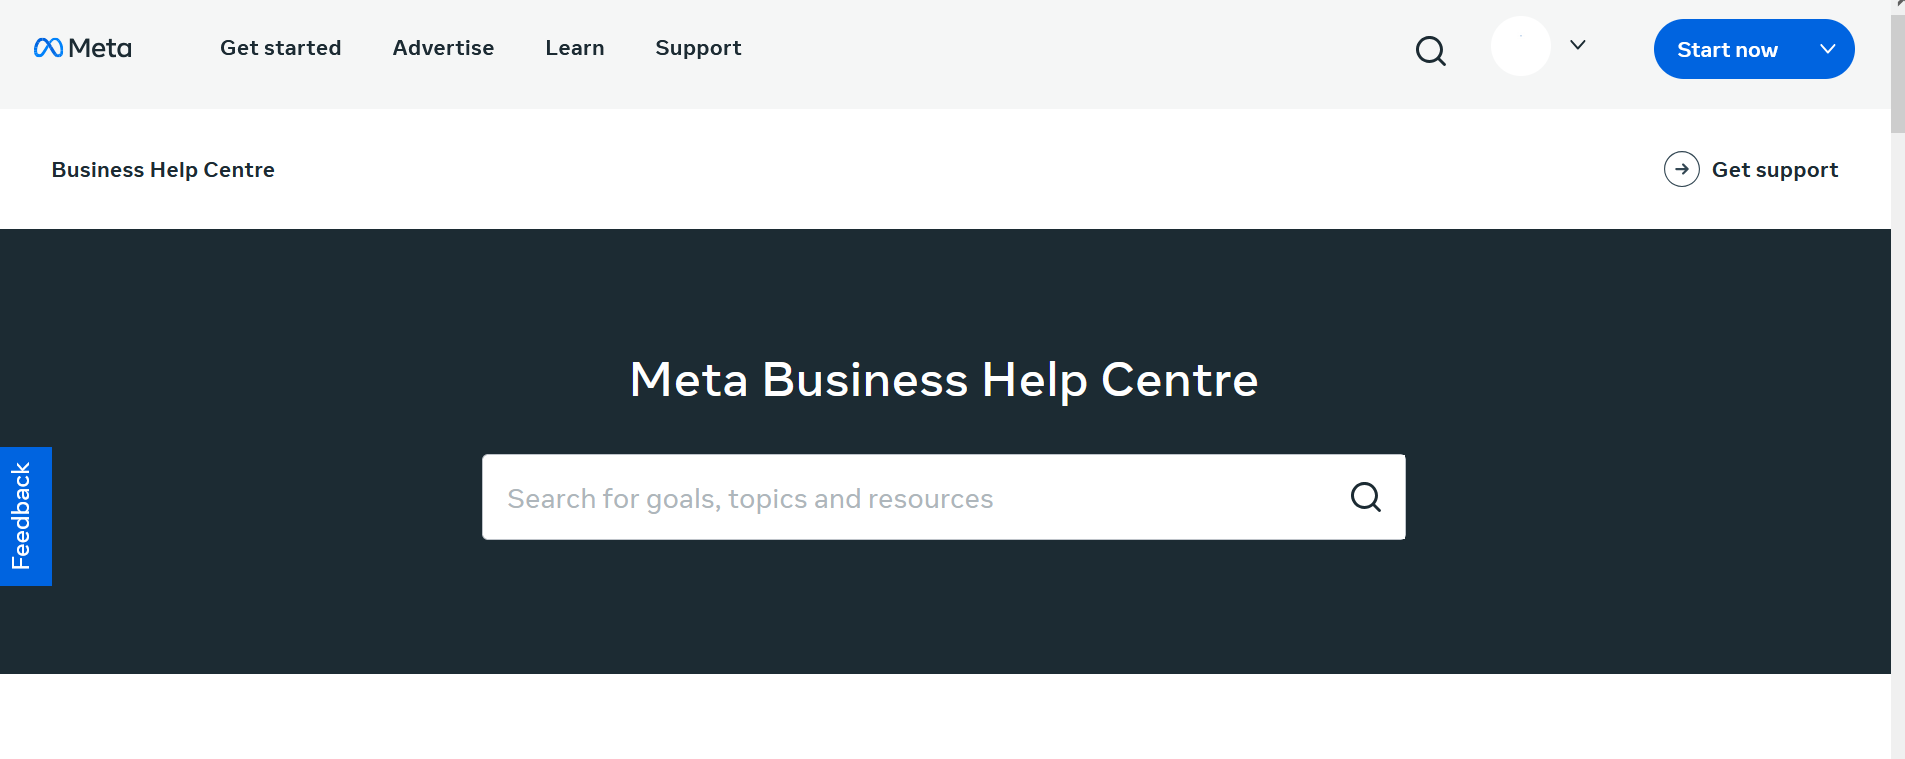 Meta
Get started
Advertise
Learn
Support
Start now
Business Help Centre
Get support
Meta Business Help Centre
Search for goals, topics and resources
Feedback